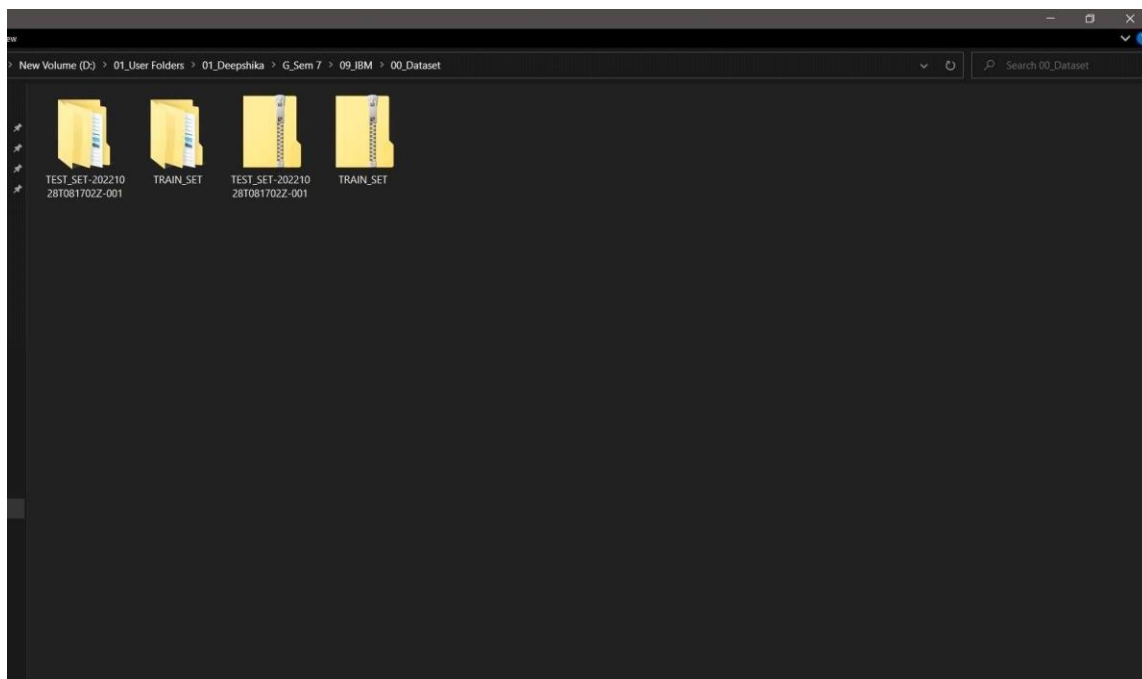 ew
> New Volume (D:) > 01_User Folders > 01_Deepshika > G_Sem 7 > 09_IBM > 00_Dataset
Search 00_Dataset
TEST_SET-202210
28T081702Z-001
TRAIN_SET
TEST_SET-202210
28T081702Z-001
TRAIN_SET